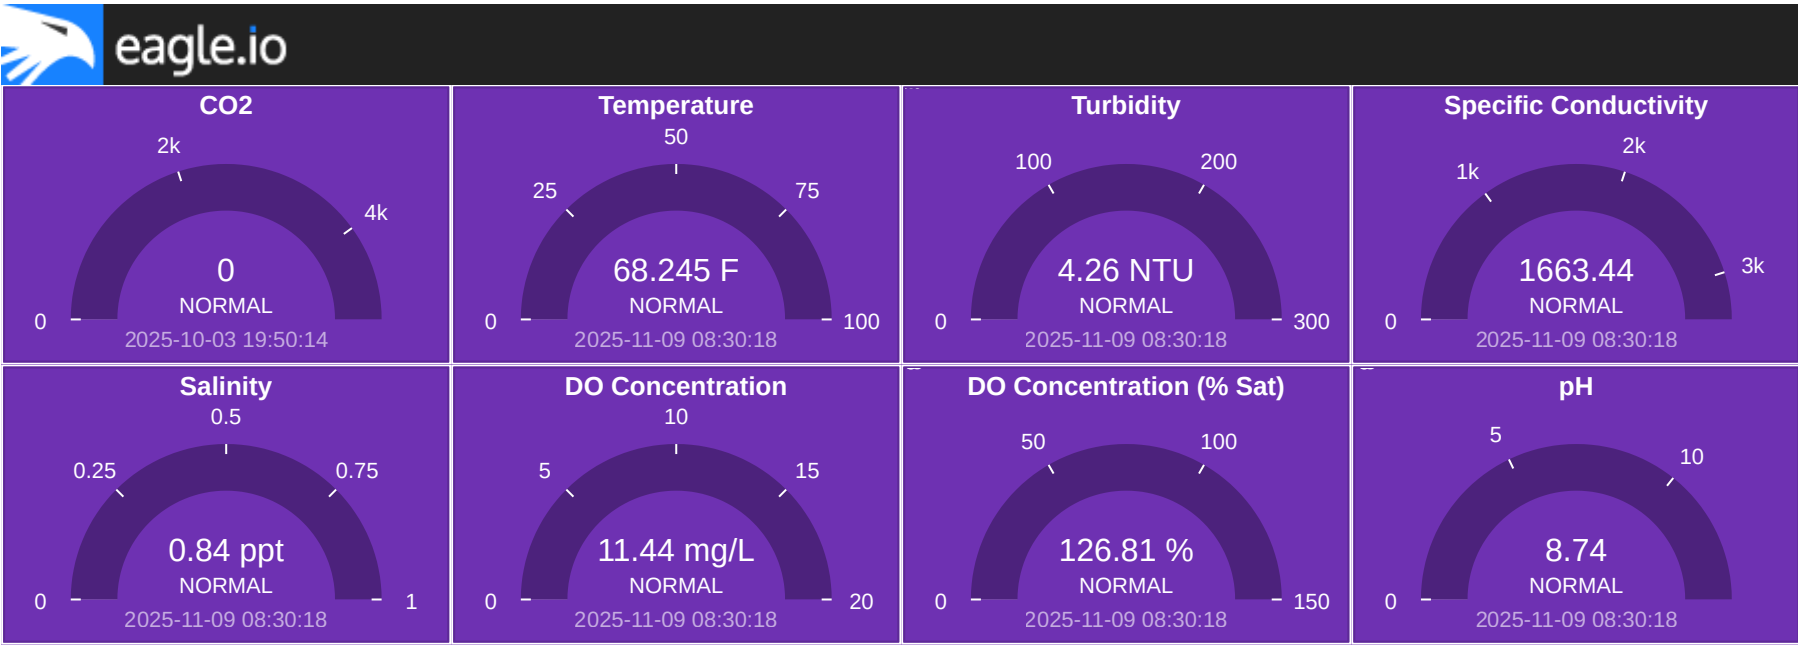 eagle.io
CO2
2k
4k
0
0
NORMAL
2025-10-03 19:50:14
Temperature
50
25
75
68.245 F
NORMAL
0
100
2025-11-09 08:30:18
Turbidity
100
200
4.26 NTU
NORMAL
0
300
2025-11-09 08:30:18
Specific Conductivity
2k
1k
3k
1663.44
NORMAL
0
2025-11-09 08:30:18
Salinity
0.5
0.25
0.75
0.84 ppt
NORMAL
0
1
2025-11-09 08:30:18
DO Concentration
10
5
15
11.44 mg/L
NORMAL
0
20
2025-11-09 08:30:18
DO Concentration (% Sat)
50
100
126.81 %
NORMAL
0
150
2025-11-09 08:30:18
pH
5
10
8.74
NORMAL
0
2025-11-09 08:30:18